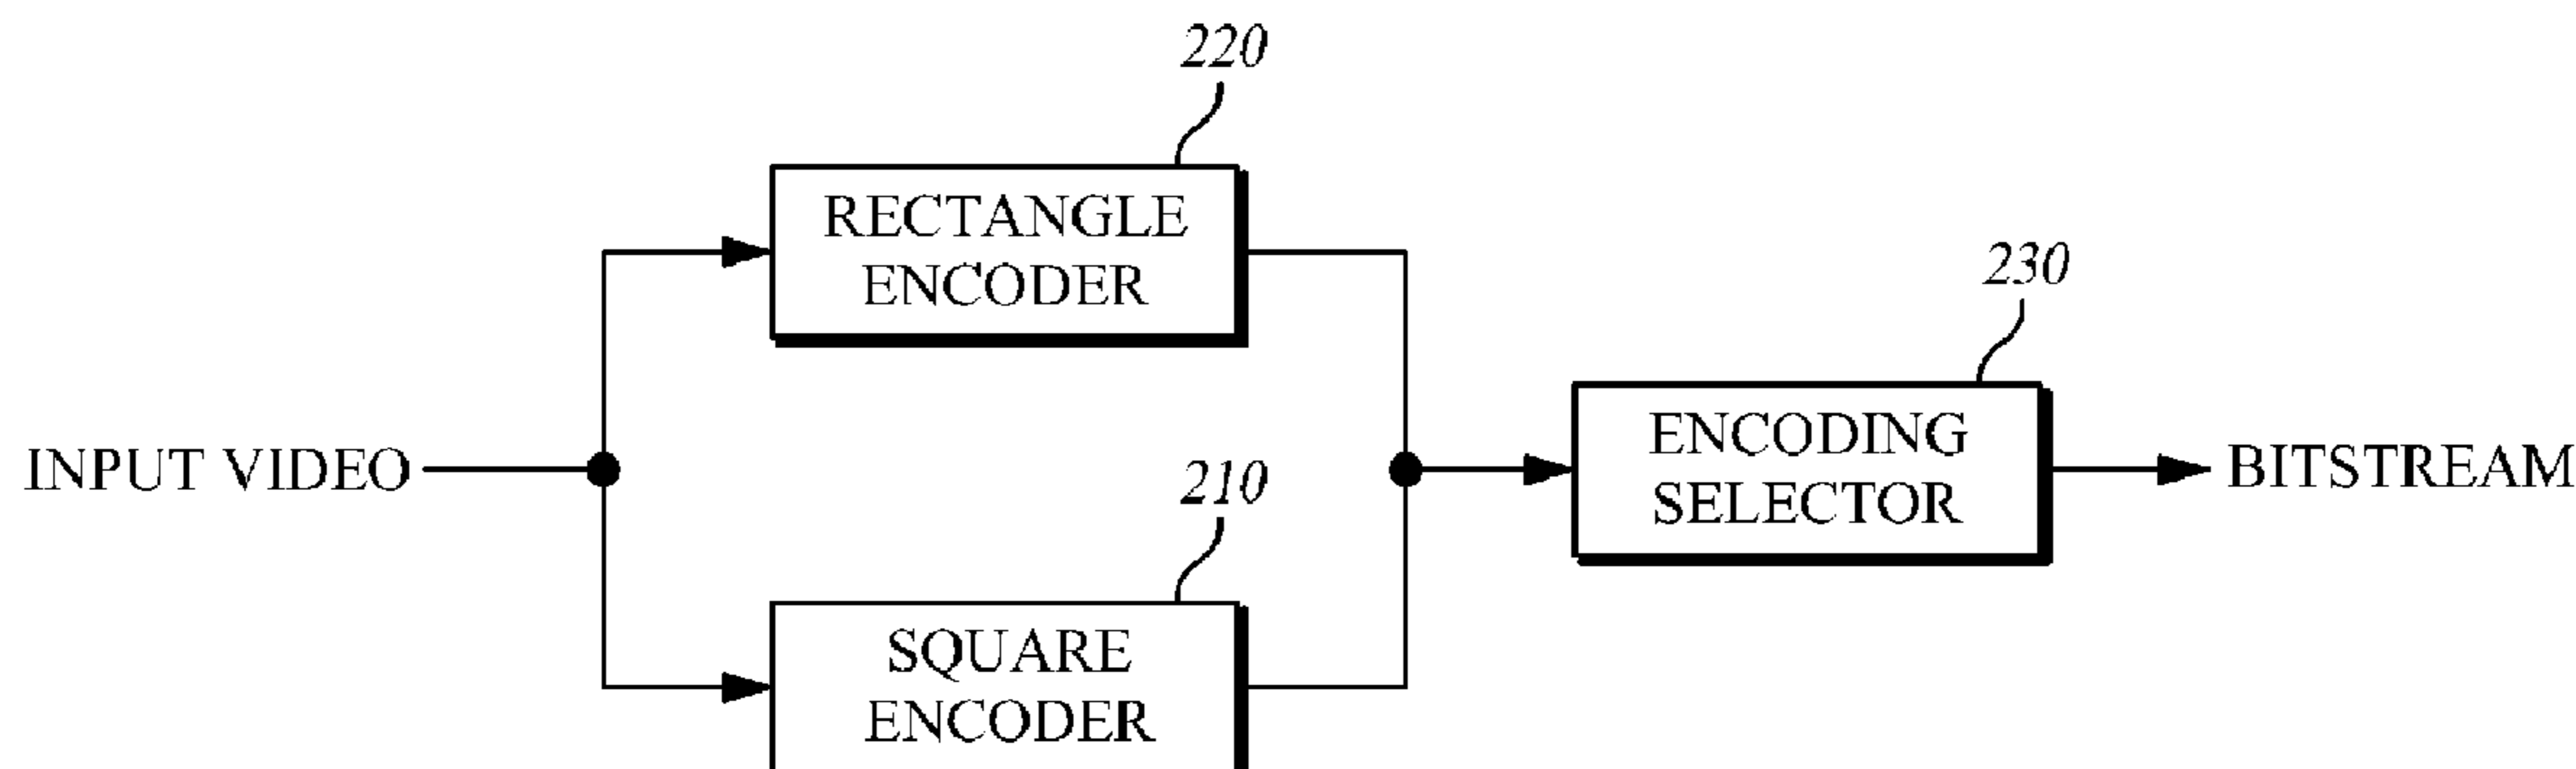 220
RECTANGLE
ENCODER
230
INPUT VIDEO
ENCODING
SELECTOR
BITSTREAM
210
SQUARE
ENCODER